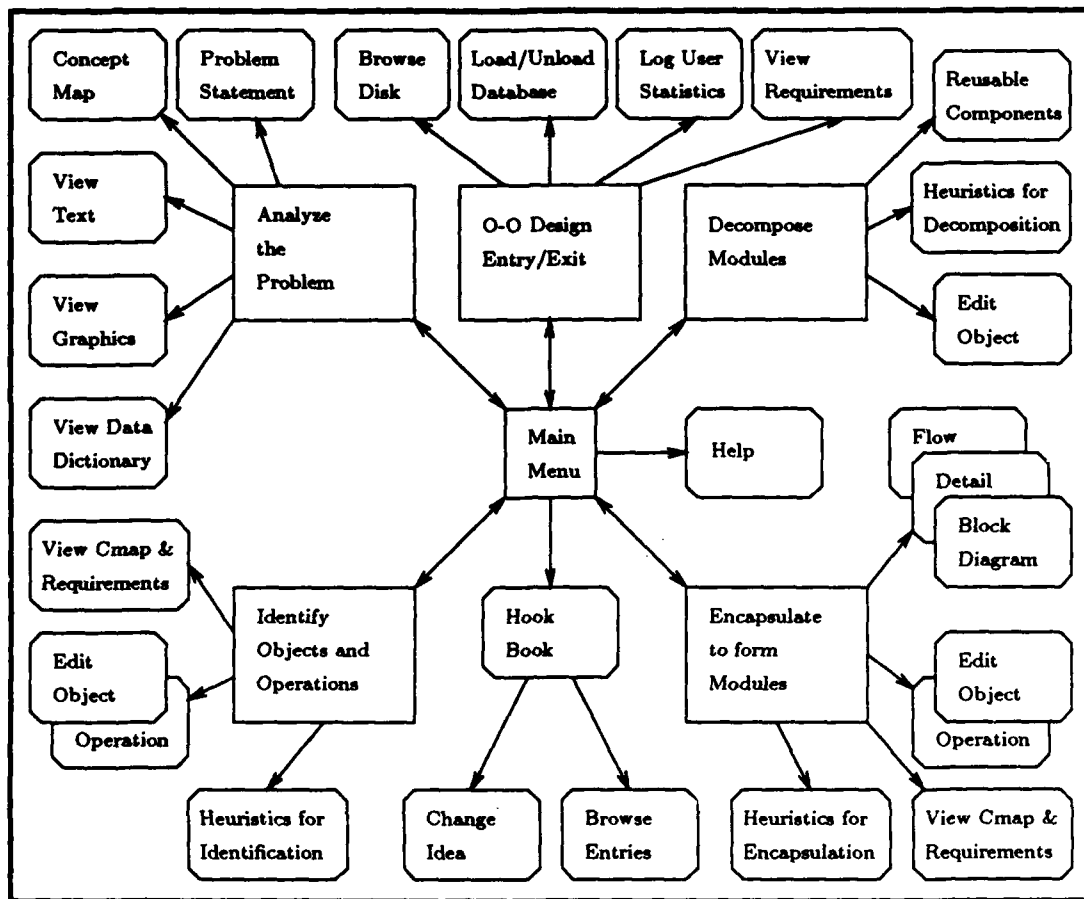 Concept
Map
Problem
Statement
Browse
Disk
Load/Unload
Database
Log User
Statistics
View
Requirements
Reusable
Components
View
Text
Analyze
the
Problem
O-O Design
Entry/Exit
Decompose
Modules
Heuristics for
Decomposition
View
Graphics
Edit
Object
View Data
Dictionary
Main
Menu
Help
Flow
Detail
Block
Diagram
View Cmap &
Requirements
Identify
Objects and
Operations
Hook
Book
Encapsulate
to form
Modules
Edit
Object
Operation
Edit
Object
Operation
Heuristics for
Identification
Change
Idea
Browse
Entries
Heuristics for
Encapsulation
View Cmap &
Requirements